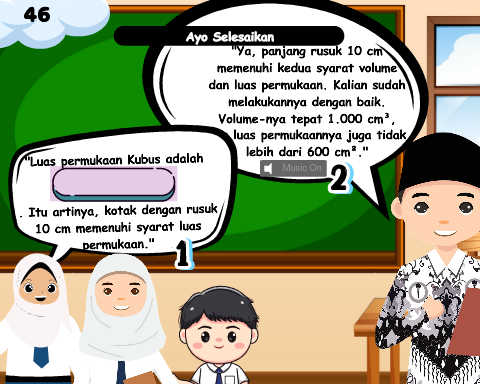 46
Ayo Selesaikan
"Luas permukaan Kubus adalah
. Itu artinya, kotak dengan rusuk
10 cm memenuhi syarat luas
permukaan."
1
"Ya, panjang rusuk 10 cm
memenuhi kedua syarat volume
dan luas permukaan. Kalian sudah
melakukannya dengan baik.
Volume-nya tepat 1.000 cm³,
luas permukaannya juga tidak
lebih dari 600 cm²."
Music On
2